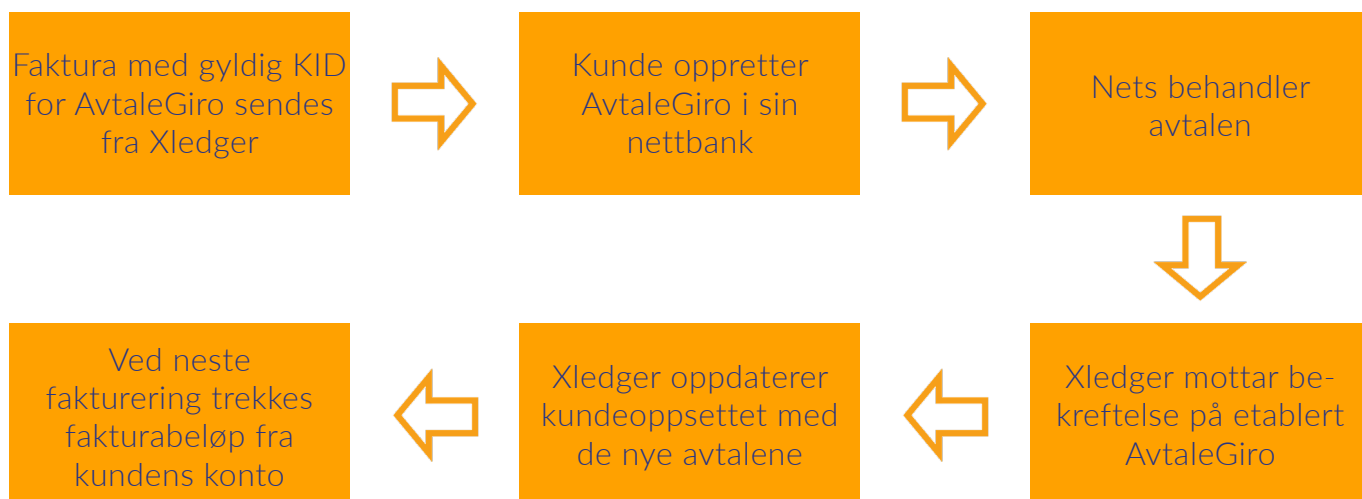 Faktura med gyldig KID
for AvtaleGiro sendes
fra Xledger
Kunde oppretter
AvtaleGiro i sin
nettbank
Nets behandler
avtalen
Xledger mottar be-
kreftelse på etablert
AvtaleGiro
Xledger oppdaterer
kundeoppsettet med
de nye avtalene
Ved neste
fakturering trekkes
fakturabeløp fra
kundens konto